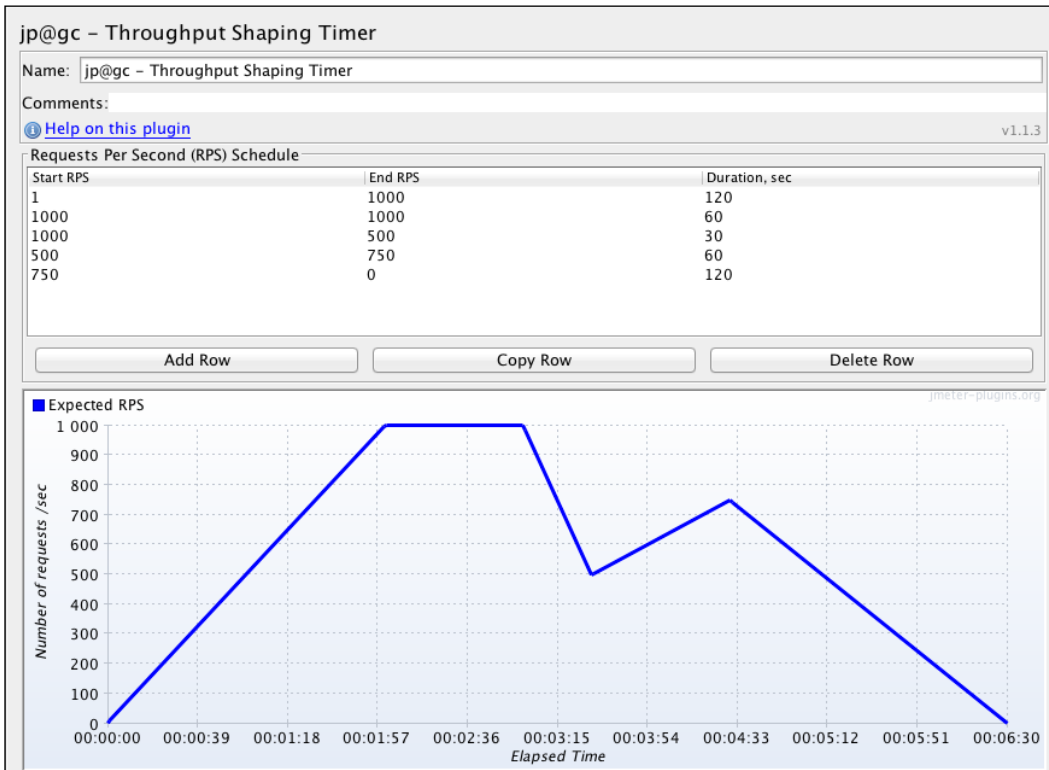 jp@gc - Throughput Shaping Timer
Name: jp@gc - Throughput Shaping Timer
Comments:
Help on this plugin
v1.1.3
Requests Per Second (RPS) Schedule
Start RPS End RPS Duration, sec
1 1000 120
1000 1000 60
1000 500 30
500 750 60
750 0 120
Add Row Copy Row Delete Row
jmeter-plugins.org
Expected RPS
1 000
900
800
700
600
500
400
300
200
100
0
Number of requests /sec
00:00:00 00:00:39 00:01:18 00:01:57 00:02:36 00:03:15 00:03:54 00:04:33 00:05:12 00:05:51 00:06:30
Elapsed Time